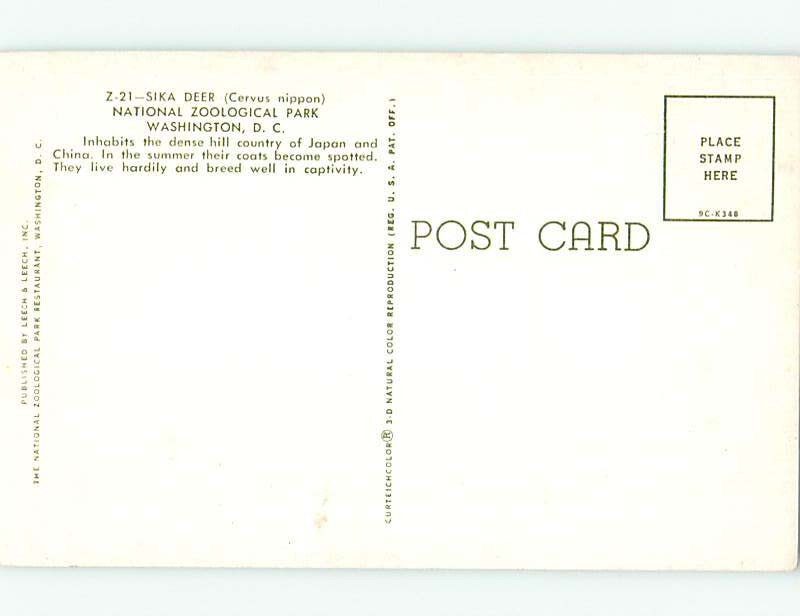 Z-21—SIKA DEER (Cervus nippon)
NATIONAL ZOOLOGICAL PARK
WASHINGTON, D. C.
Inhabits the dense hill country of Japan and
China. In the summer their coats become spotted.
They live hardily and breed well in captivity.
PUBLISHED BY LEECH & LEECH, INC.
THE NATIONAL ZOOLOGICAL PARK RESTAURANT, WASHINGTON, D. C.
CURTEICHCOLOR® 3-D NATURAL COLOR REPRODUCTION (REG. U. S. A. PAT. OFF.)
POST CARD
PLACE
STAMP
HERE
9C-K348